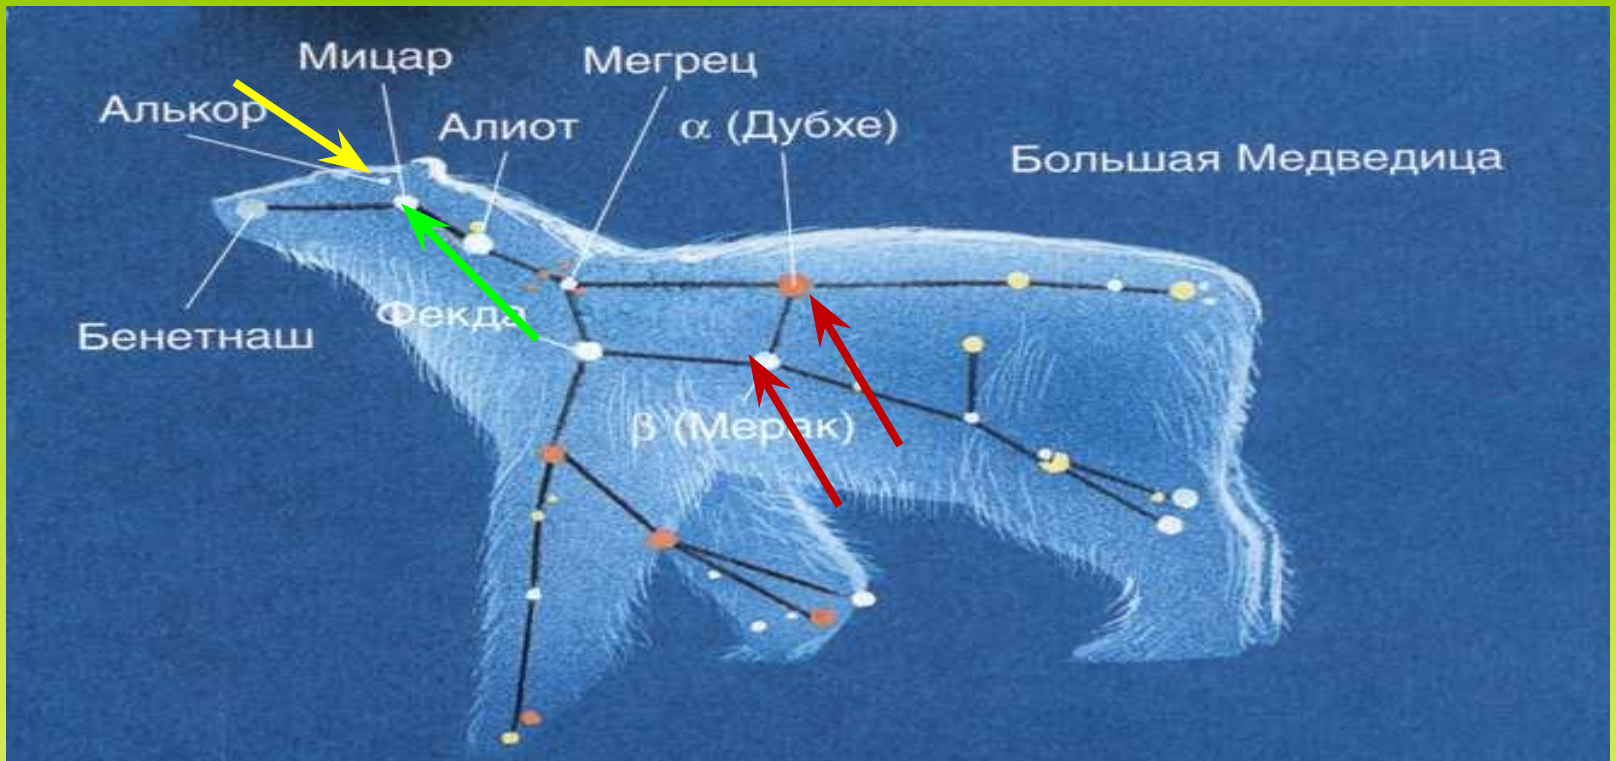 Мицар
Мегрец
Алькор
Алиот
α (Дубхе)
Большая Медведица
Фекда
Бенетнаш
β (Мерак)